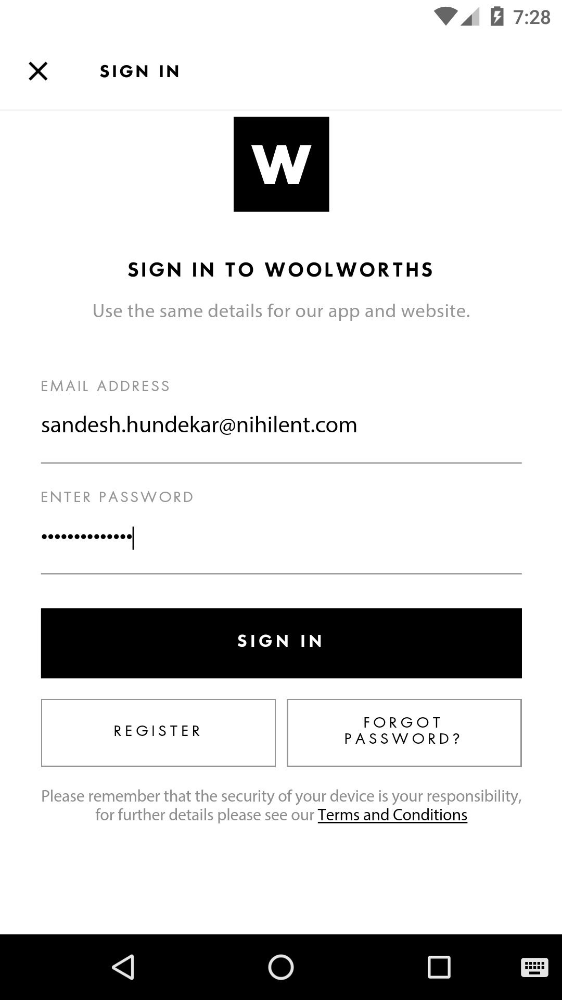 7:28
SIGN IN
W
SIGN IN TO WOOLWORTHS
Use the same details for our app and website.
EMAIL ADDRESS
sandesh.hundekar@nihilent.com
ENTER PASSWORD
••••••••••••••
SIGN IN
REGISTER
FORGOT
PASSWORD?
Please remember that the security of your device is your responsibility,
for further details please see our Terms and Conditions